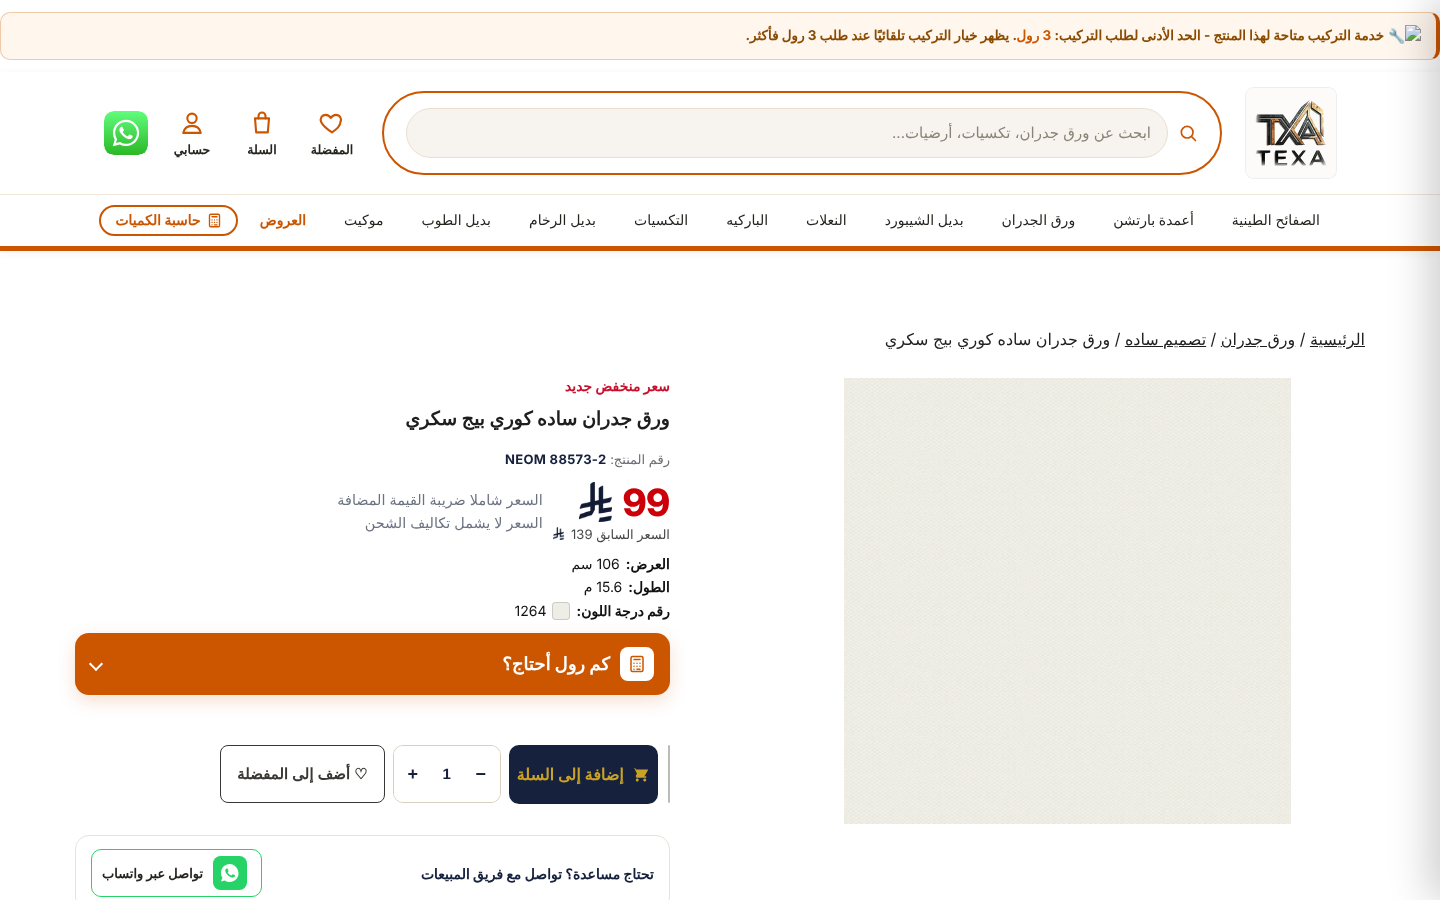 🔧 خدمة التركيب متاحة لهذا المنتج - الحد الأدنى لطلب التركيب: 3 رول. يظهر خيار التركيب تلقائيًا عند طلب 3 رول فأكثر.
TXA
TEXA
ابحث عن ورق جدران، تكسيات، أرضيات...
المفضلة
السلة
حسابي
الصفائح الطينية
أعمدة بارتشن
ورق الجدران
بديل الشيبورد
النعلات
الباركيه
التكسيات
بديل الرخام
بديل الطوب
موكيت
العروض
حاسبة الكميات
الرئيسية / ورق جدران / تصميم ساده / ورق جدران ساده كوري بيج سكري
سعر منخفض جديد
ورق جدران ساده كوري بيج سكري
رقم المنتج: NEOM 88573-2
99
السعر شاملا ضريبة القيمة المضافة
السعر لا يشمل تكاليف الشحن
السعر السابق 139
العرض: 106 سم
الطول: 15.6 م
رقم درجة اللون: 1264
كم رول أحتاج؟
إضافة إلى السلة
− 1 +
♡ أضف إلى المفضلة
تحتاج مساعدة؟ تواصل مع فريق المبيعات
تواصل عبر واتساب